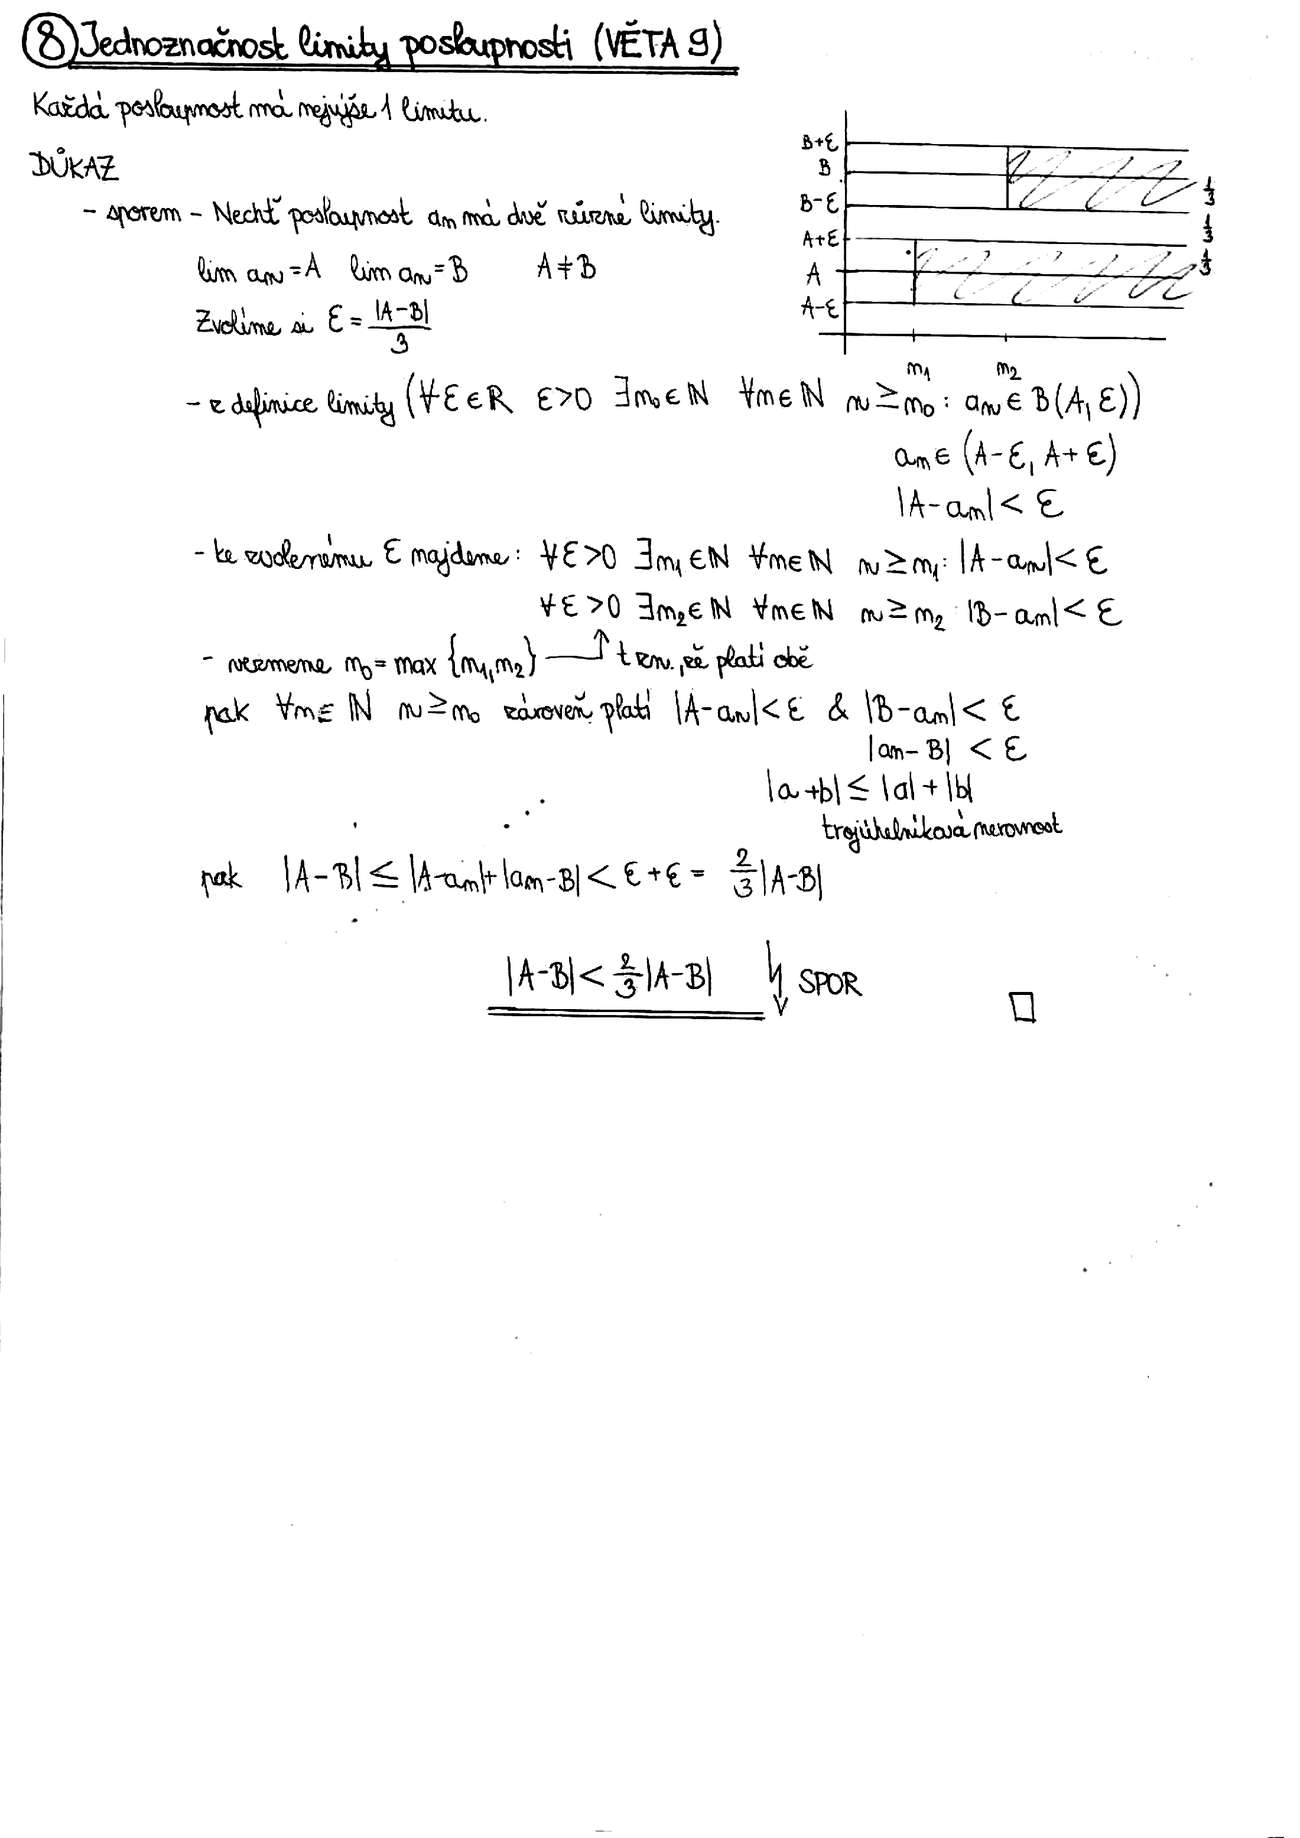 8 Jednoznačnost limity posloupnosti (VĚTA 9)
Každá posloupnost má nejvýše 1 limitu.
DŮKAZ
- sporem - Nechť posloupnost an má dvě různé limity.
lim an = A lim an = B A ≠ B
Zvolíme si ε = |A-B|/3
B+ε
B
B-ε
A+ε
A
A-ε
1/3
1/3
1/3
n1 n2
- z definice limity (∀ε∈R ε>0 ∃n0∈N ∀n∈N n≥n0: an∈B(A,ε))
an∈(A-ε, A+ε)
|A-an|<ε
- ke zvolenému ε najdeme: ∀ε>0 ∃n1∈N ∀n∈N n≥n1: |A-an|<ε
∀ε>0 ∃n2∈N ∀n∈N n≥n2 |B-an|<ε
- vezmeme n0=max{n1,n2} tzn., že platí obě
pak ∀n∈N n≥n0 zároveň platí |A-an|<ε & |B-an|<ε
|an-B|<ε
|a+b|≤|a|+|b|
trojúhelníková nerovnost
pak |A-B|≤|A-an|+|an-B|<ε+ε= 2/3|A-B|
|A-B|< 2/3|A-B| SPOR □